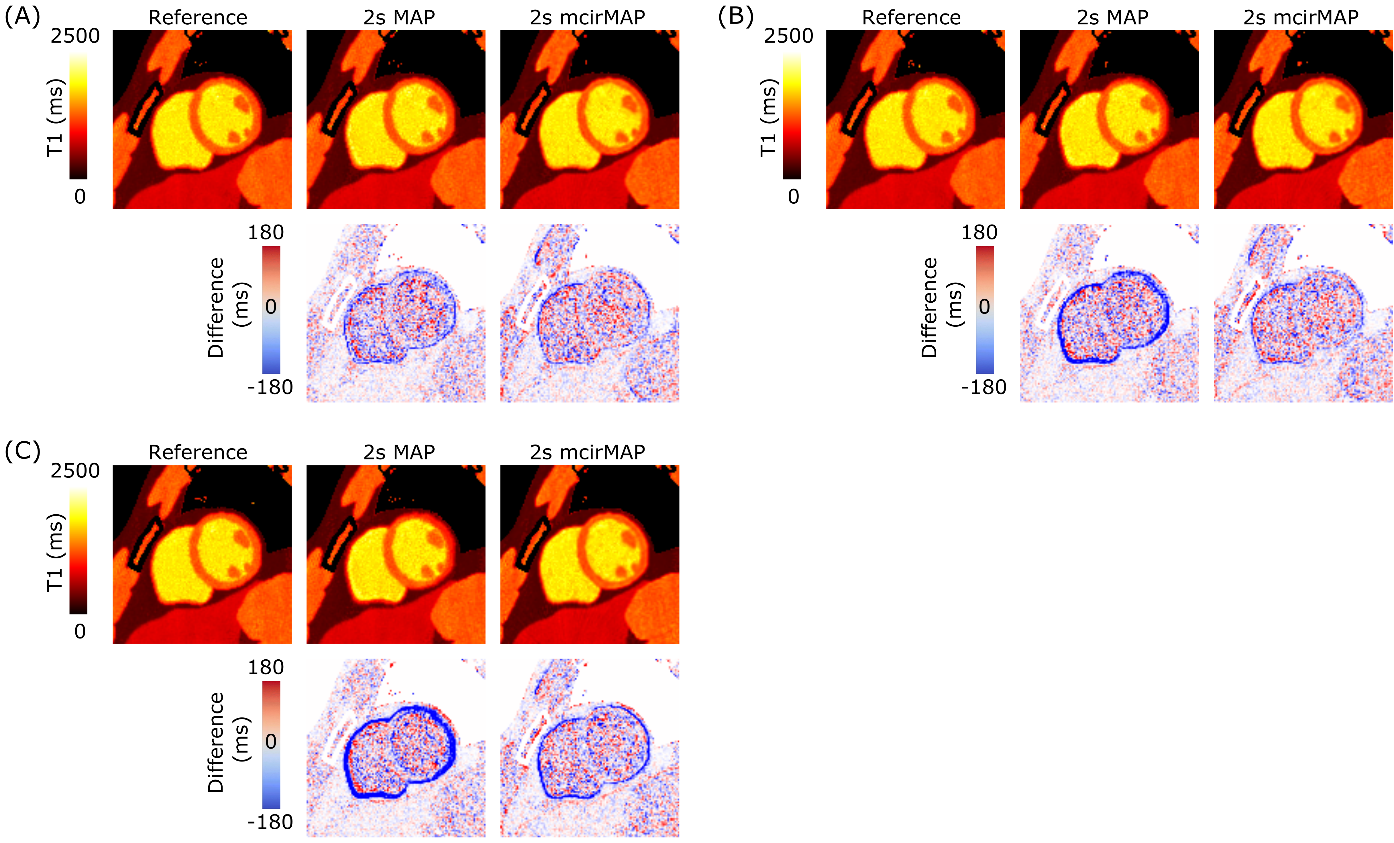 (A)
Reference 2s MAP 2s mcirMAP
2500
T1 (ms)
0
180
Difference
(ms)
0
-180
(B)
Reference 2s MAP 2s mcirMAP
2500
T1 (ms)
0
180
Difference
(ms)
0
-180
(C)
Reference 2s MAP 2s mcirMAP
2500
T1 (ms)
0
180
Difference
(ms)
0
-180